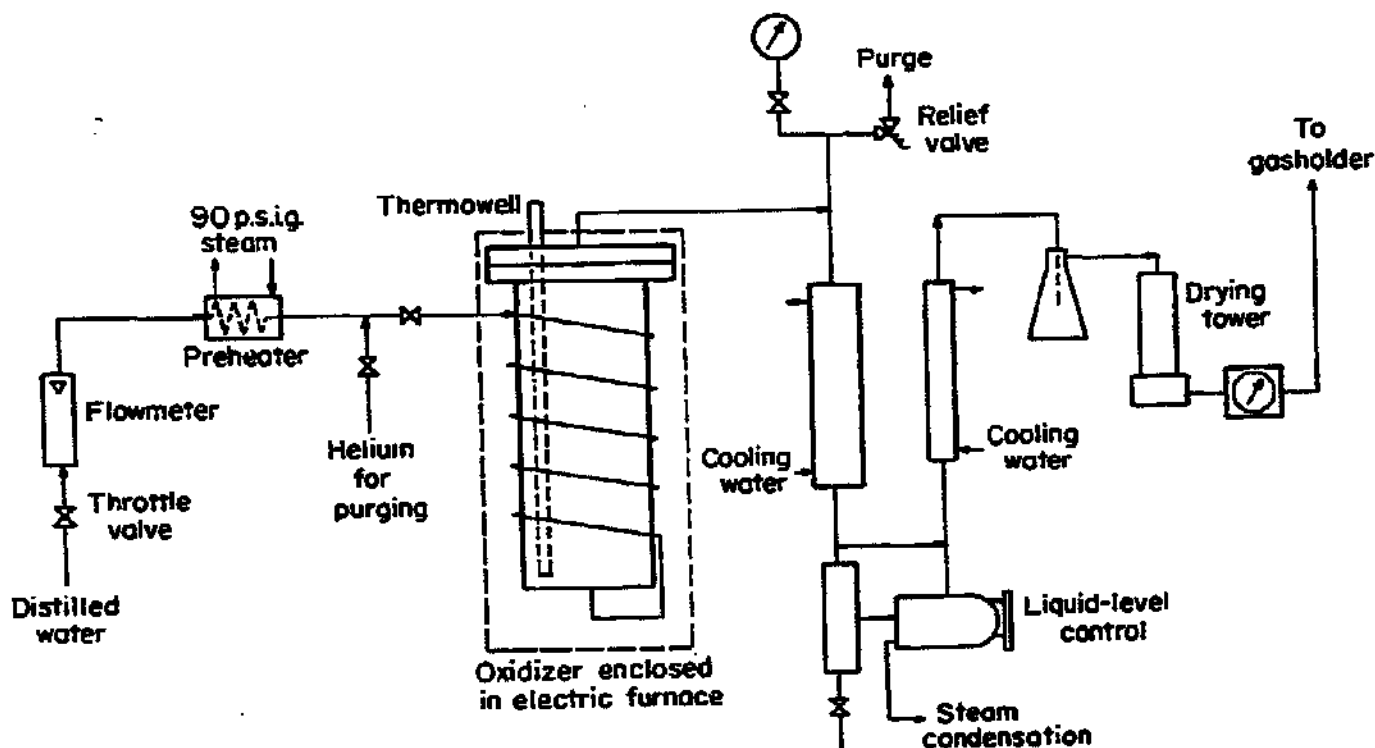 Purge
Relief
valve
To
gasholder
Thermowell
90 p.s.i.g.
steam
Preheater
Drying
tower
Flowmeter
Helium
for
purging
Cooling
water
Cooling
water
Throttle
valve
Distilled
water
Liquid-level
control
Oxidizer enclosed
in electric furnace
Steam
condensation